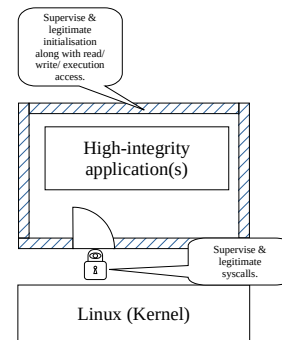 Supervise &
legitimate
initialisation
along with read/
write/ execution
access.
High-integrity
application(s)
Supervise &
legitimate
syscalls.
Linux (Kernel)